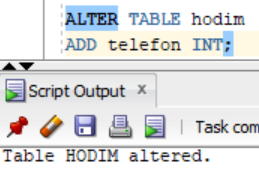 ALTER TABLE hodim
ADD telefon INT;
Script Output x
Task com
Table HODIM altered.